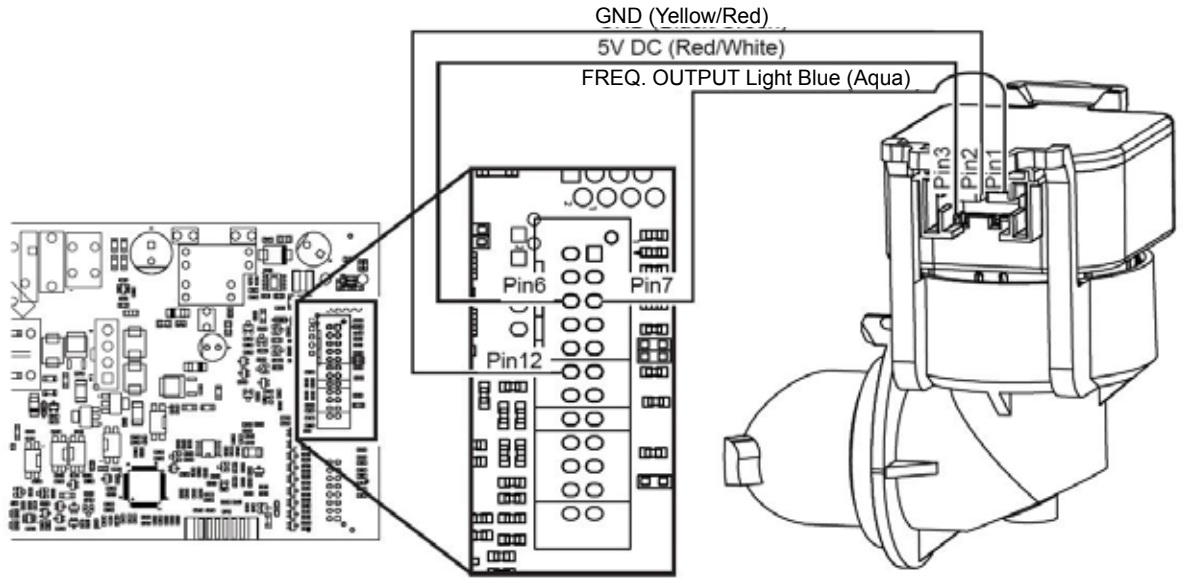 GND (Yellow/Red)
5V DC (Red/White)
FREQ. OUTPUT Light Blue (Aqua)
Pin3
Pin2
Pin1
Pin6
Pin7
Pin12